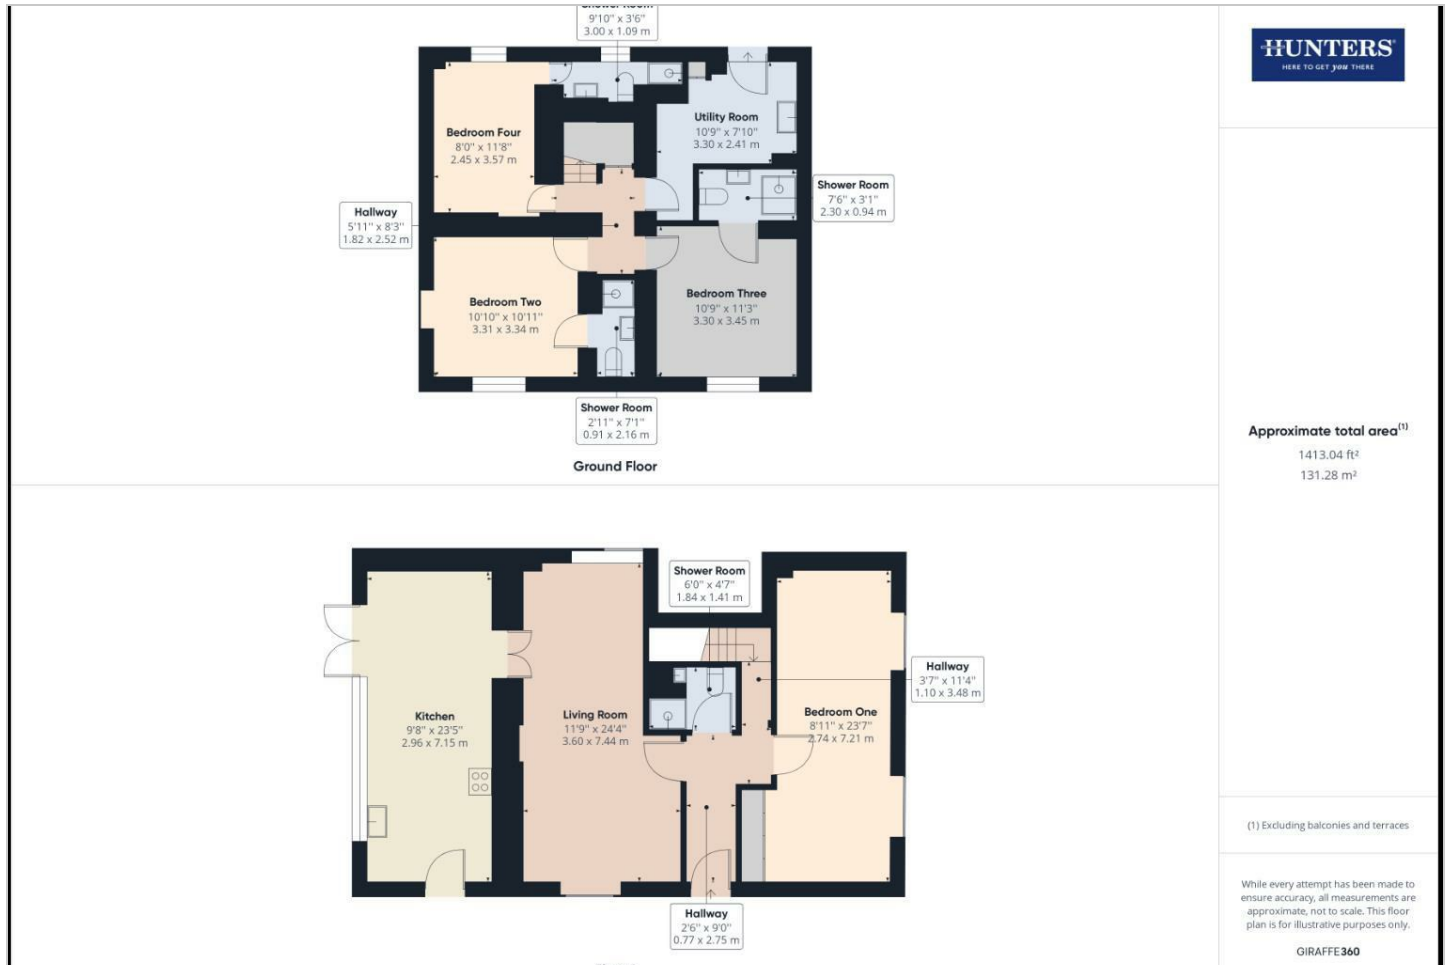 Shower Room
9'10" x 3'6"
3.00 x 1.09 m
Bedroom Four
8'0" x 11'8"
2.45 x 3.57 m
Utility Room
10'9" x 7'10"
3.30 x 2.41 m
Shower Room
7'6" x 3'1"
2.30 x 0.94 m
Hallway
5'11" x 8'3"
1.82 x 2.52 m
Bedroom Two
10'10" x 10'11"
3.31 x 3.34 m
Bedroom Three
10'9" x 11'3"
3.30 x 3.45 m
Shower Room
2'11" x 7'1"
0.91 x 2.16 m
Ground Floor
Shower Room
6'0" x 4'7"
1.84 x 1.41 m
Hallway
3'7" x 11'4"
1.10 x 3.48 m
Kitchen
9'8" x 23'5"
2.96 x 7.15 m
Living Room
11'9" x 24'4"
3.60 x 7.44 m
Bedroom One
8'11" x 23'7"
2.74 x 7.21 m
Hallway
2'6" x 9'0"
0.77 x 2.75 m
HUNTERS
HERE TO GET you THERE
Approximate total area(1)
1413.04 ft²
131.28 m²
(1) Excluding balconies and terraces
While every attempt has been made to
ensure accuracy, all measurements are
approximate, not to scale. This floor
plan is for illustrative purposes only.
GIRAFFE360